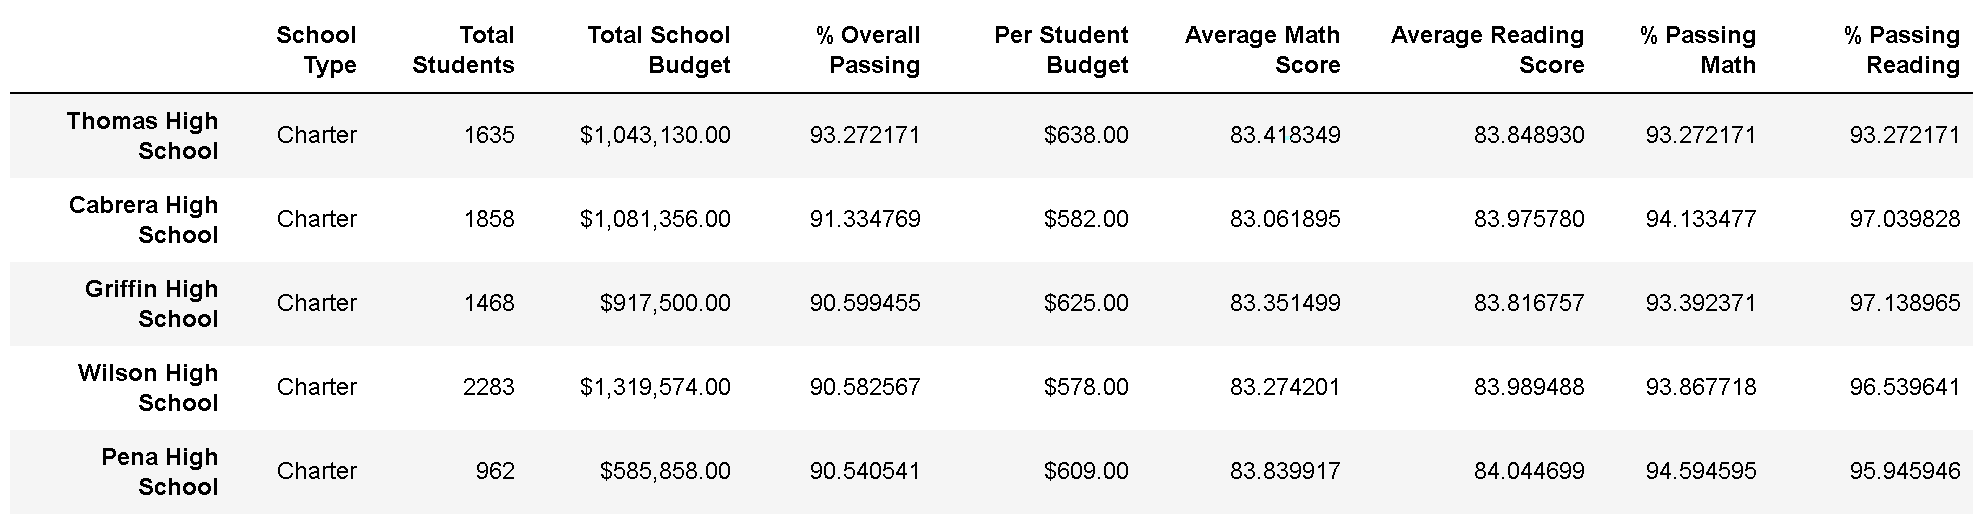 School Type Total Students Total School Budget % Overall Passing Per Student Budget Average Math Score Average Reading Score % Passing Math % Passing Reading
Thomas High School Charter 1635 $1,043,130.00 93.272171 $638.00 83.418349 83.848930 93.272171 93.272171
Cabrera High School Charter 1858 $1,081,356.00 91.334769 $582.00 83.061895 83.975780 94.133477 97.039828
Griffin High School Charter 1468 $917,500.00 90.599455 $625.00 83.351499 83.816757 93.392371 97.138965
Wilson High School Charter 2283 $1,319,574.00 90.582567 $578.00 83.274201 83.989488 93.867718 96.539641
Pena High School Charter 962 $585,858.00 90.540541 $609.00 83.839917 84.044699 94.594595 95.945946